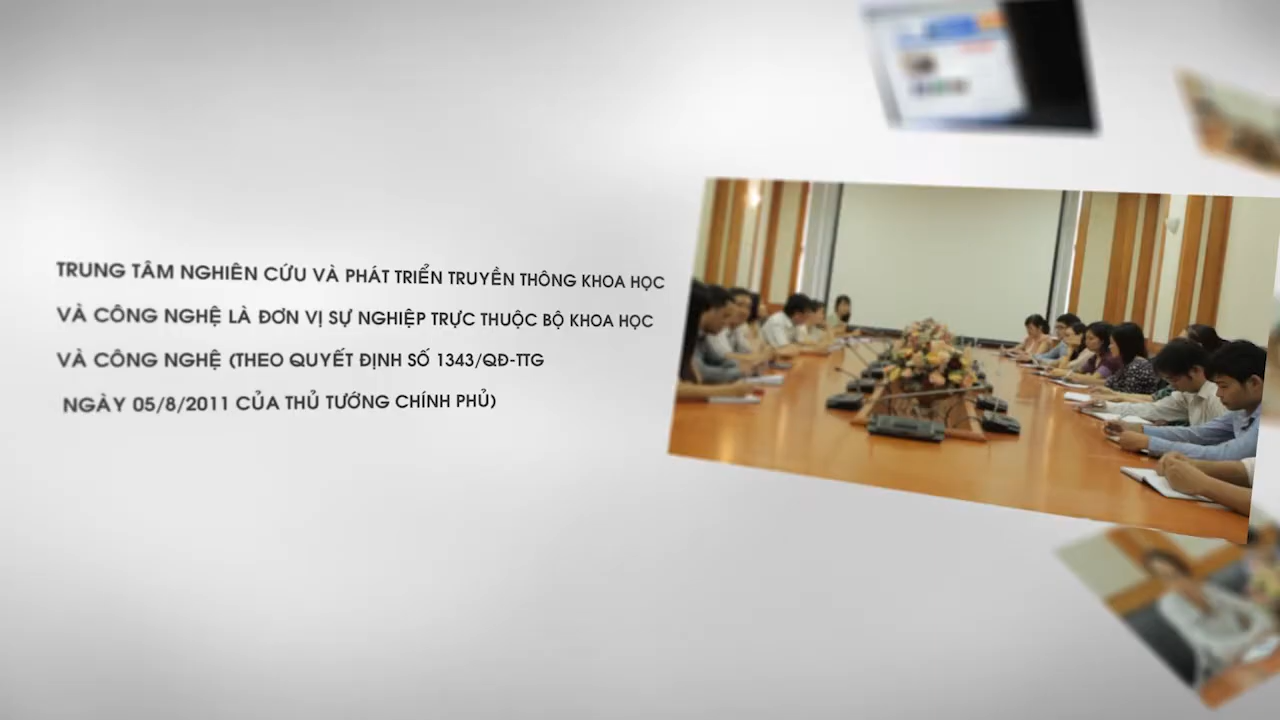 TRUNG TÂM NGHIÊN CỨU VÀ PHÁT TRIỂN TRUYỀN THÔNG KHOA HỌC
VÀ CÔNG NGHỆ LÀ ĐƠN VỊ SỰ NGHIỆP TRỰC THUỘC BỘ KHOA HỌC
VÀ CÔNG NGHỆ (THEO QUYẾT ĐỊNH SỐ 1343/QĐ-TTG
NGÀY 05/8/2011 CỦA THỦ TƯỚNG CHÍNH PHỦ)